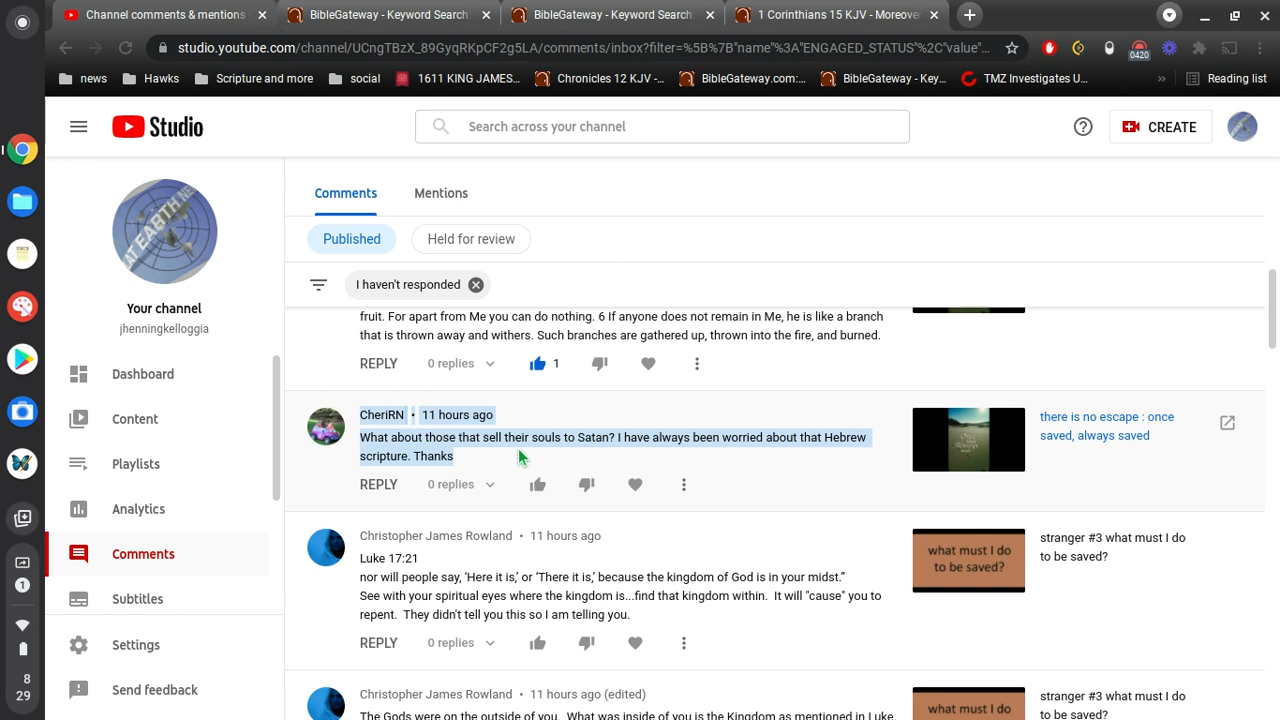 Channel comments & mentions
BibleGateway - Keyword Search:
BibleGateway - Keyword Search:
1 Corinthians 15 KJV - Moreover
studio.youtube.com/channel/UCngTBzX_89GyqRKpCF2g5LA/comments/inbox?filter=%5B%7B"name"%3A"ENGAGED_STATUS"%2C"value"...
0420
news
Hawks
Scripture and more
social
1611 KING JAMES...
Chronicles 12 KJV -...
BibleGateway.com:...
BibleGateway - Key...
TMZ Investigates U...
»
Reading list
Studio
Search across your channel
CREATE
Your channel
jhenningkelloggia
Dashboard
Content
Playlists
Analytics
Comments
Subtitles
Settings
Send feedback
1
8
29
Comments
Mentions
Published
Held for review
I haven't responded
fruit. For apart from Me you can do nothing. 6 If anyone does not remain in Me, he is like a branch
that is thrown away and withers. Such branches are gathered up, thrown into the fire, and burned.
REPLY 0 replies 1
CheriRN • 11 hours ago
What about those that sell their souls to Satan? I have always been worried about that Hebrew
scripture. Thanks
REPLY 0 replies
there is no escape : once
saved, always saved
Christopher James Rowland • 11 hours ago
Luke 17:21
nor will people say, ‘Here it is,’ or ‘There it is,’ because the kingdom of God is in your midst.”
See with your spiritual eyes where the kingdom is...find that kingdom within. It will "cause" you to
repent. They didn't tell you this so I am telling you.
REPLY 0 replies
what must I do
to be saved?
stranger #3 what must I do
to be saved?
Christopher James Rowland • 11 hours ago (edited)
The Gods were on the outside of you. What was inside of you is the Kingdom as mentioned in Luke.
what must I do
stranger #3 what must I do
to be saved?